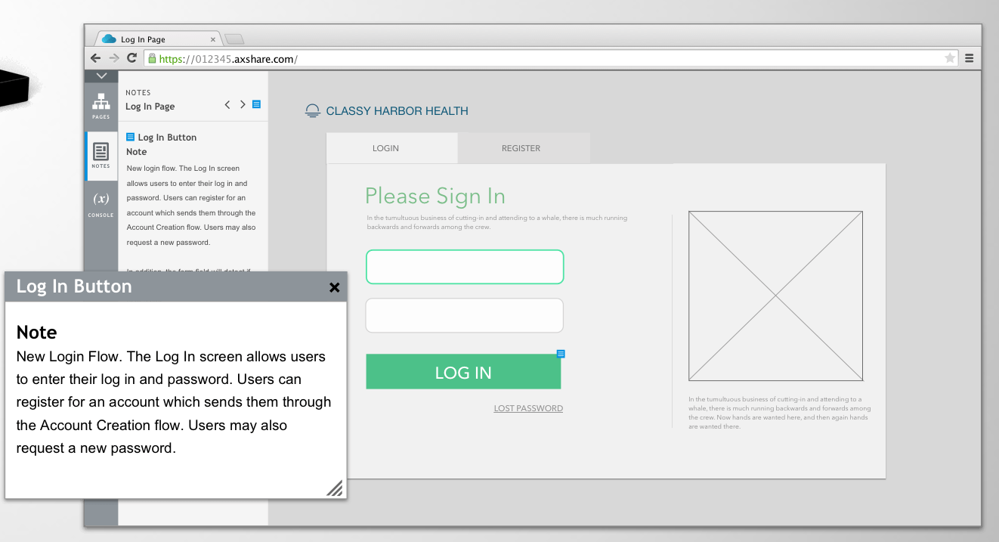 Log In Page
https://012345.axshare.com/
PAGES
NOTES
(x)
CONSOLE
NOTES
Log In Page
Log In Button
Note
New login flow. The Log In screen
allows users to enter their log in and
password. Users can register for an
account which sends them through the
Account Creation flow. Users may also
request a new password.
In addition, the form field will detect if
Log In Button
Note
New Login Flow. The Log In screen allows users
to enter their log in and password. Users can
register for an account which sends them through
the Account Creation flow. Users may also
request a new password.
CLASSY HARBOR HEALTH
LOGIN
REGISTER
Please Sign In
In the tumultuous business of cutting-in and attending to a whale, there is much running
backwards and forwards among the crew.
LOG IN
LOST PASSWORD
In the tumultuous business of cutting-in and attending to a
whale, there is much running backwards and forwards among
the crew. Now hands are wanted here, and then again hands
are wanted there.